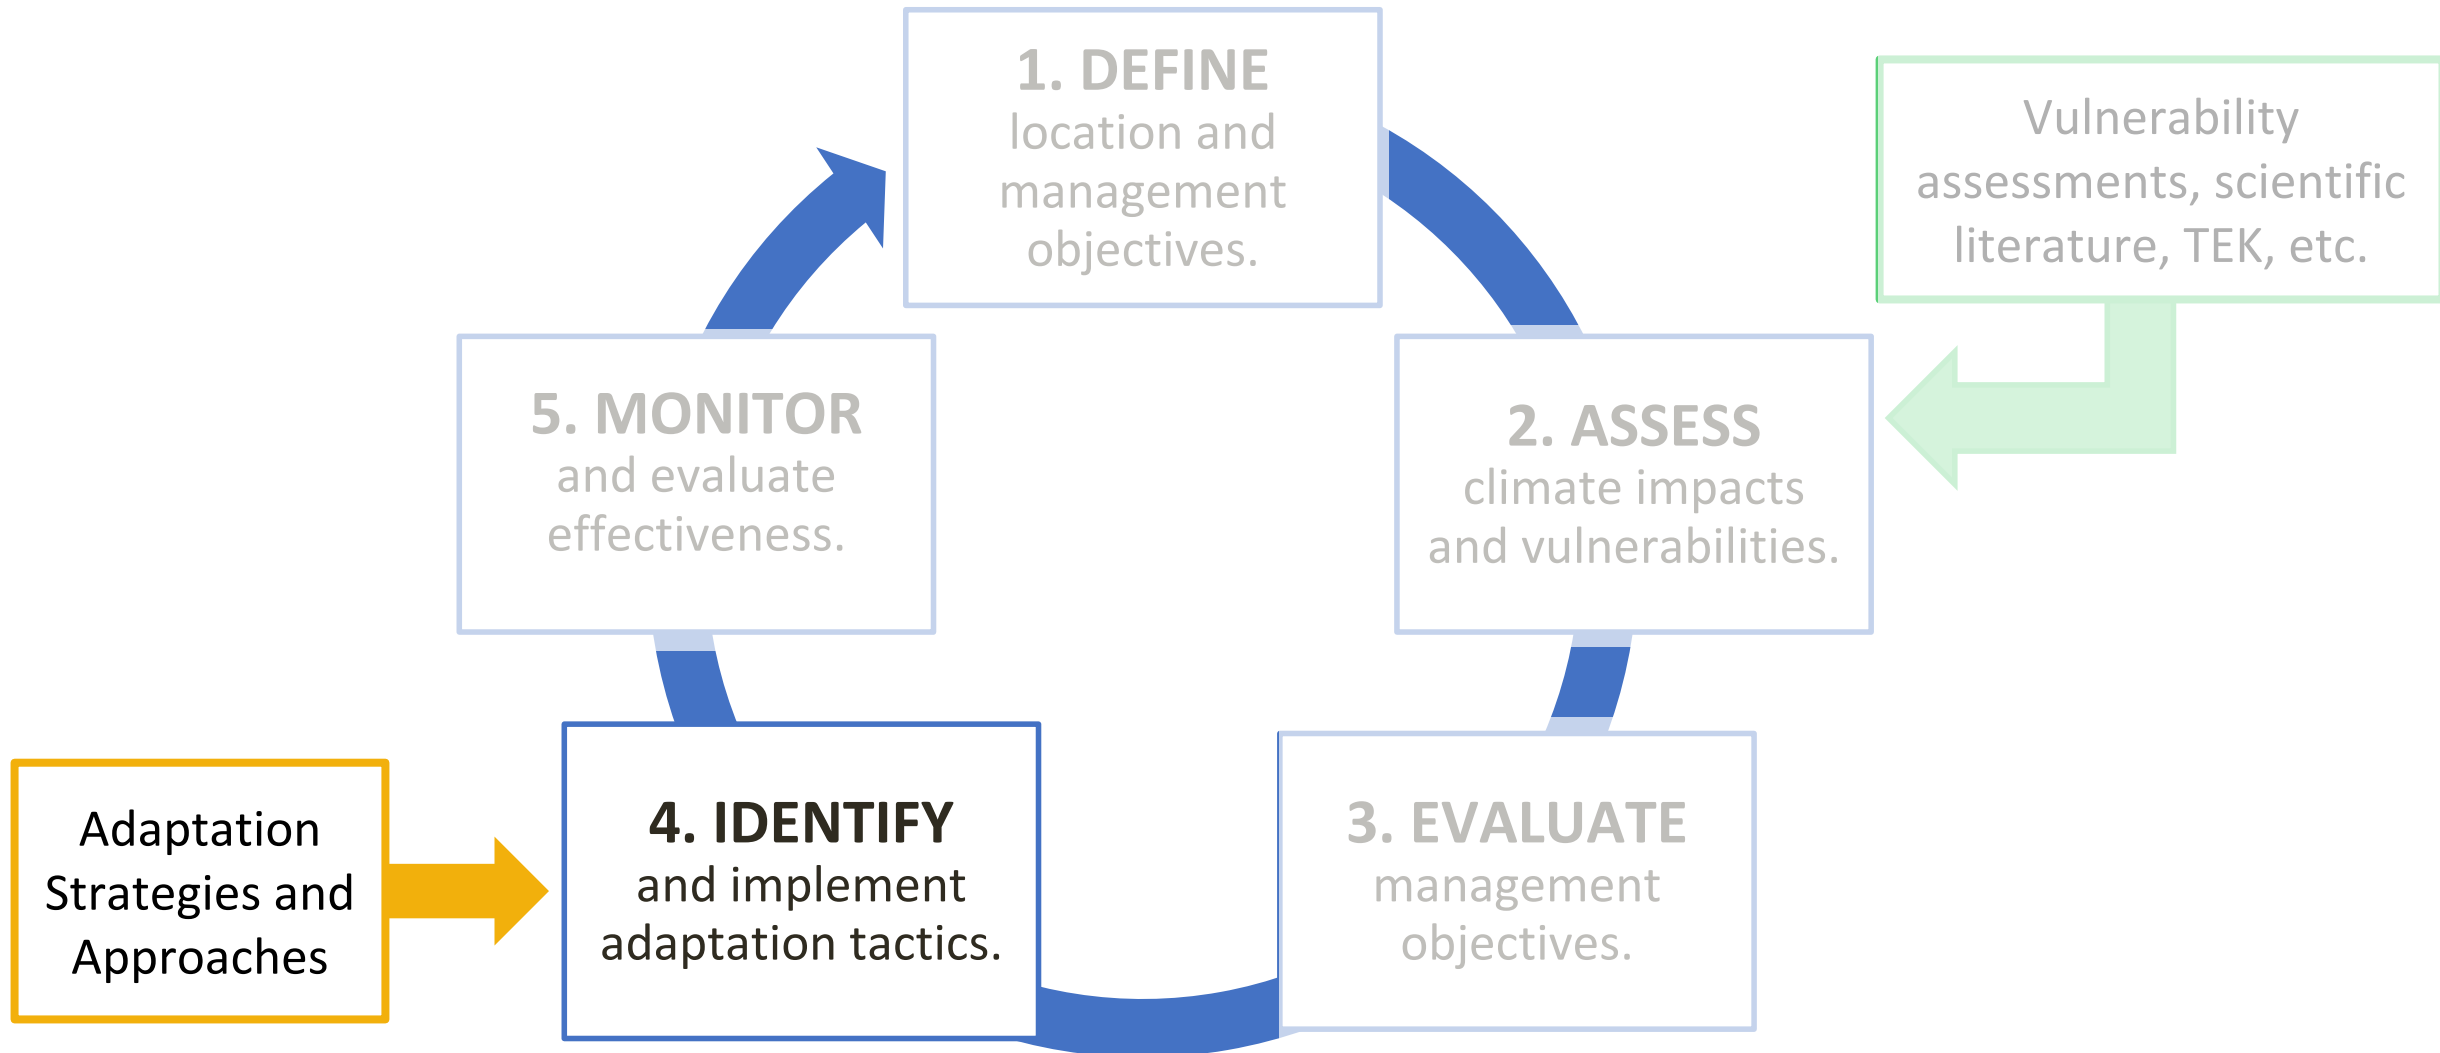 1. DEFINE
location and
management
objectives.
Vulnerability
assessments, scientific
literature, TEK, etc.
2. ASSESS
climate impacts
and vulnerabilities.
3. EVALUATE
management
objectives.
4. IDENTIFY
and implement
adaptation tactics.
Adaptation
Strategies and
Approaches
5. MONITOR
and evaluate
effectiveness.